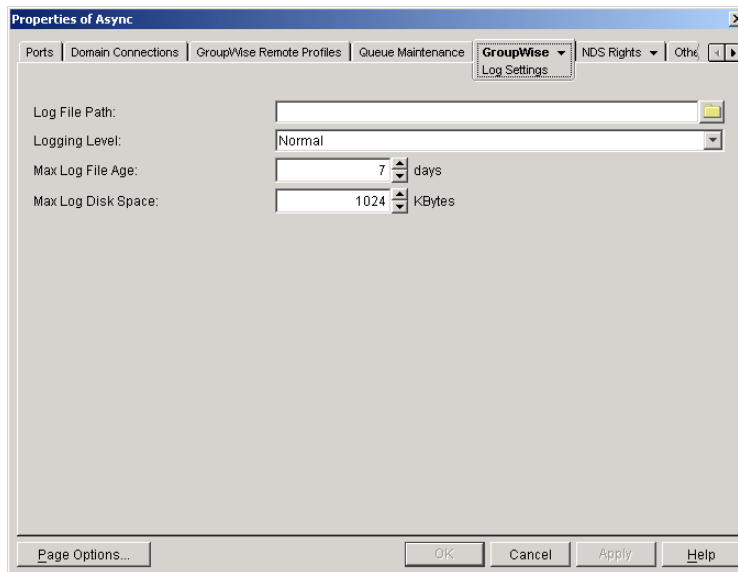 Properties of Async
Ports Domain Connections GroupWise Remote Profiles Queue Maintenance GroupWise NDS Rights
Log Settings
Log File Path:
Logging Level: Normal
Max Log File Age: 7 days
Max Log Disk Space: 1024 KBytes
Page Options... OK Cancel Apply Help